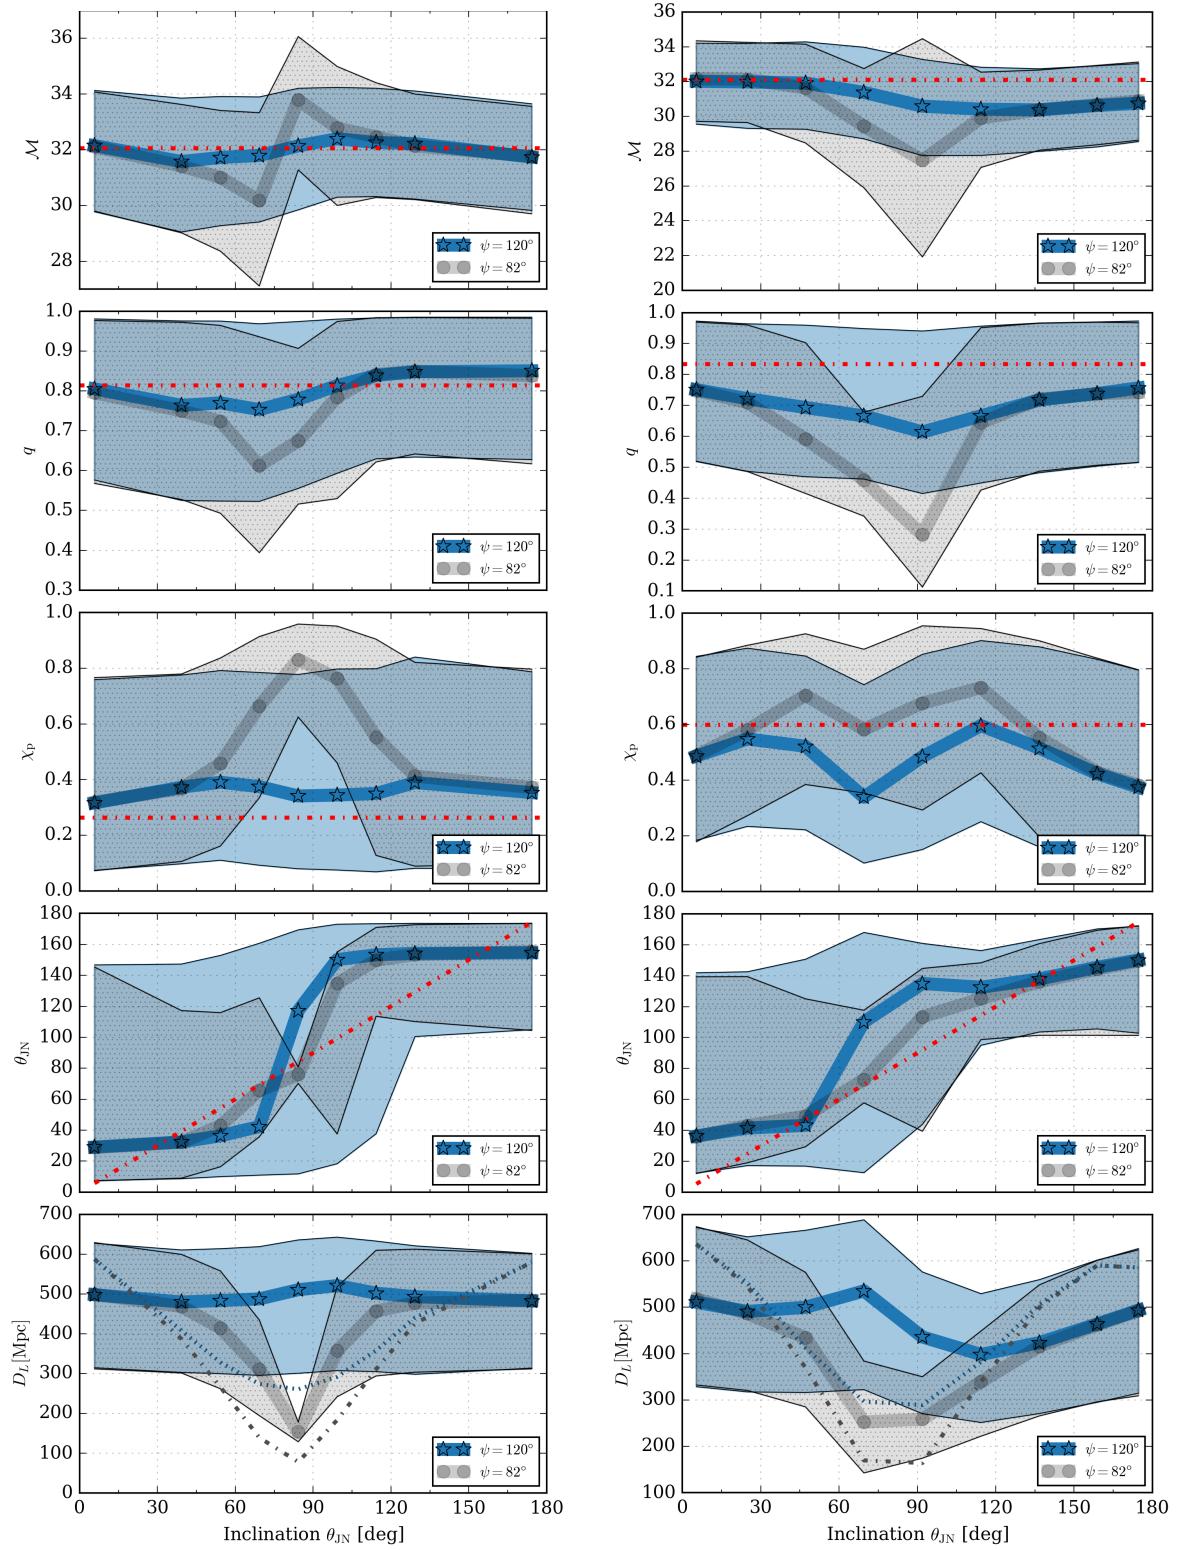 36
34
32
30
28
ℳ
ψ = 120°
ψ = 82°
36
34
32
30
28
26
24
22
20
ℳ
ψ = 120°
ψ = 82°
1.0
0.9
0.8
0.7
0.6
0.5
0.4
0.3
q
ψ = 120°
ψ = 82°
1.0
0.9
0.8
0.7
0.6
0.5
0.4
0.3
0.2
0.1
q
ψ = 120°
ψ = 82°
1.0
0.8
0.6
0.4
0.2
0.0
χp
ψ = 120°
ψ = 82°
1.0
0.8
0.6
0.4
0.2
0.0
χp
ψ = 120°
ψ = 82°
180
160
140
120
100
80
60
40
20
0
θJN
ψ = 120°
ψ = 82°
180
160
140
120
100
80
60
40
20
0
θJN
ψ = 120°
ψ = 82°
700
600
500
400
300
200
100
0
DL [Mpc]
ψ = 120°
ψ = 82°
0 30 60 90 120 150 180
Inclination θJN [deg]
700
600
500
400
300
200
100
DL [Mpc]
ψ = 120°
ψ = 82°
0 30 60 90 120 150 180
Inclination θJN [deg]